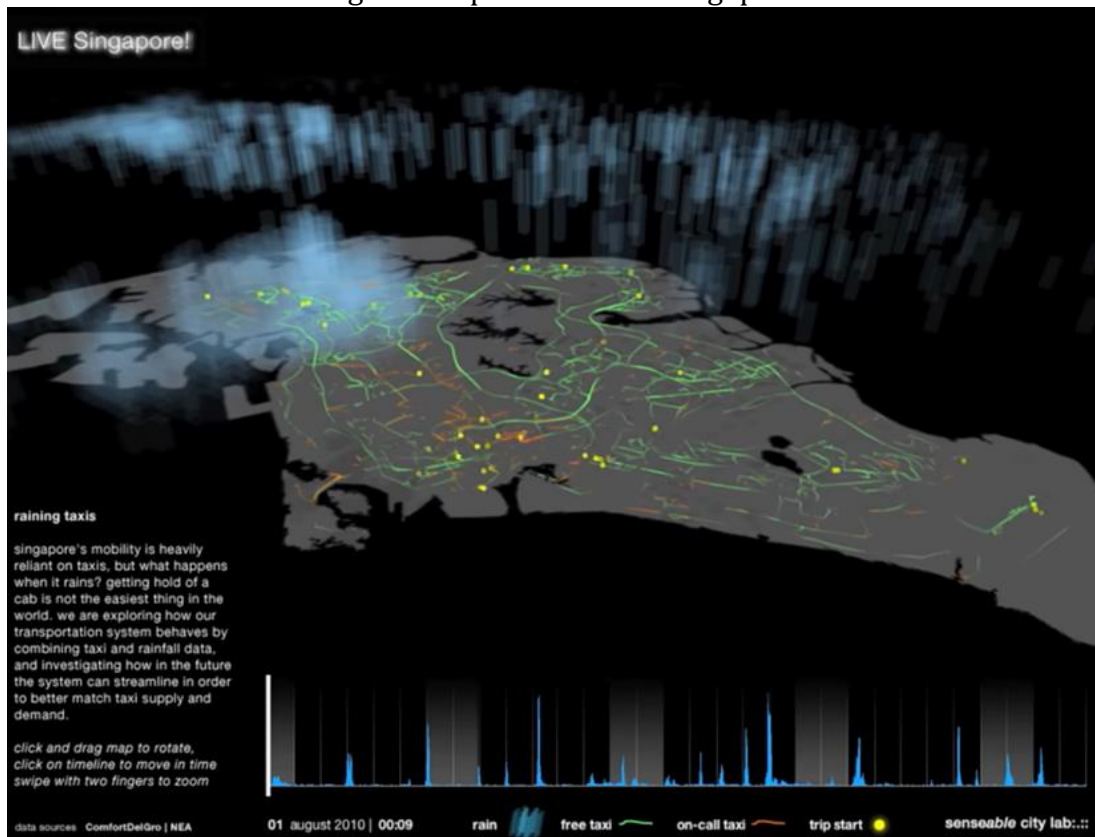 LIVE Singapore!
raining taxis
singapore's mobility is heavily
reliant on taxis, but what happens
when it rains? getting hold of a
cab is not the easiest thing in the
world. we are exploring how our
transportation system behaves by
combining taxi and rainfall data,
and investigating how in the future
the system can streamline in order
to better match taxi supply and
demand.
click and drag map to rotate,
click on timeline to move in time
swipe with two fingers to zoom
data sources ComfortDelGro | NEA
01 august 2010 | 00:09
rain
free taxi
on-call taxi
trip start
senseable city lab:.::